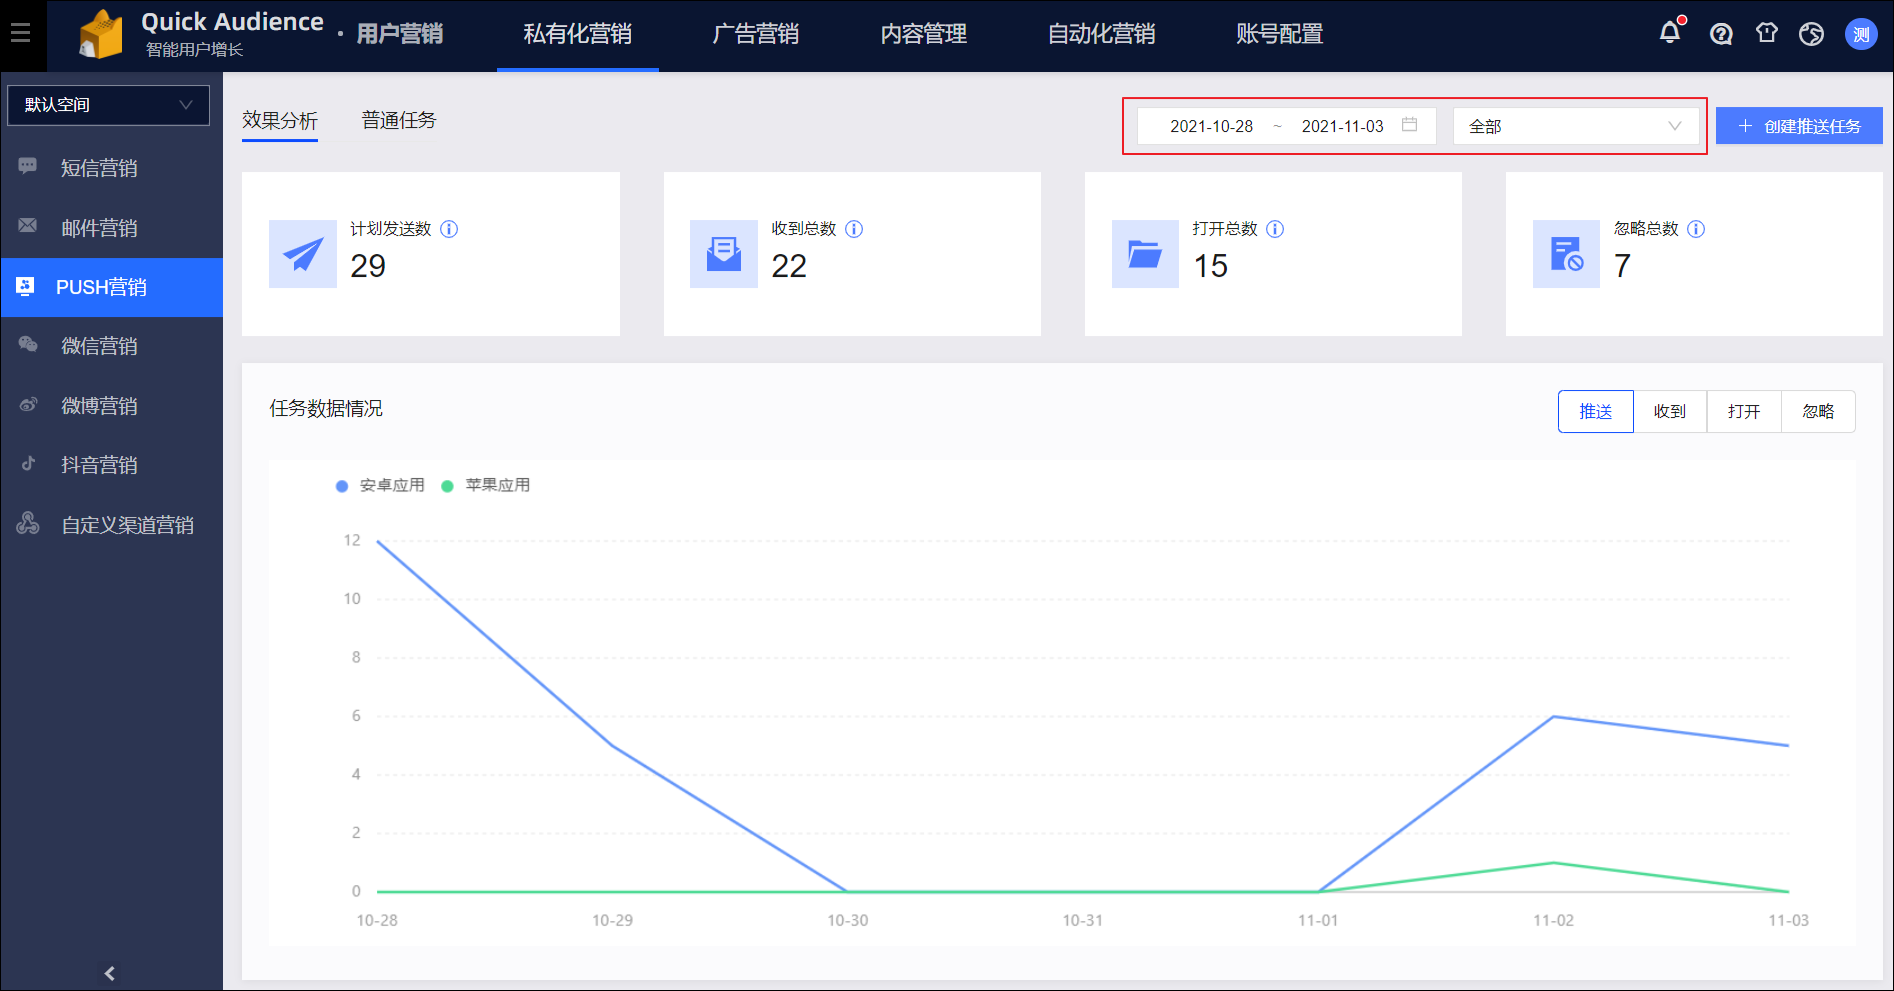 Quick Audience
智能用户增长
· 用户营销
私有化营销
广告营销
内容管理
自动化营销
账号配置
测
默认空间
短信营销
邮件营销
PUSH营销
微信营销
微博营销
抖音营销
自定义渠道营销
效果分析
普通任务
2021-10-28 ~ 2021-11-03
全部
+ 创建推送任务
计划发送数
29
收到总数
22
打开总数
15
忽略总数
7
任务数据情况
推送
收到
打开
忽略
安卓应用
苹果应用
12
10
8
6
4
2
0
10-28
10-29
10-30
10-31
11-01
11-02
11-03